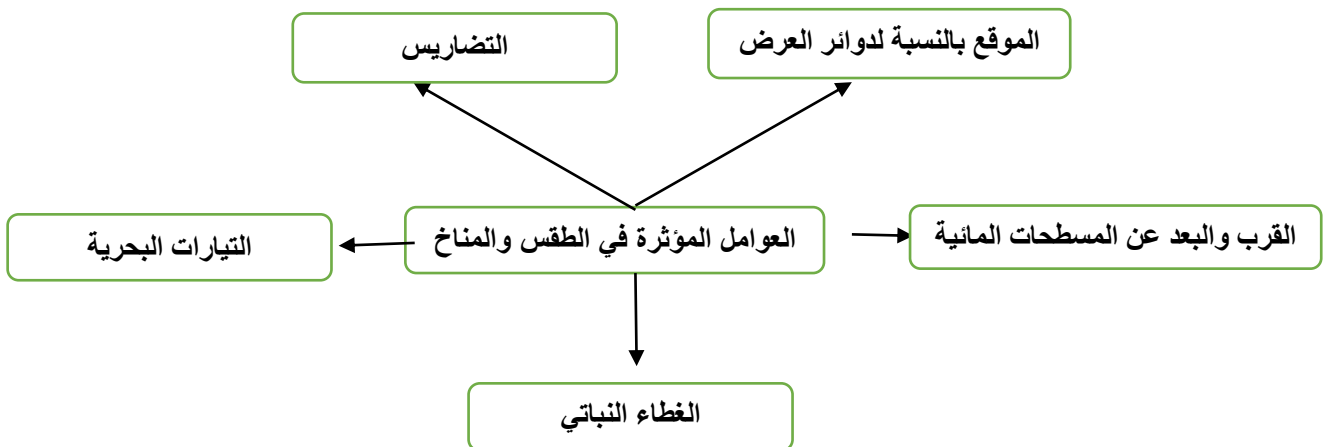 الموقع بالنسبة لدوائر العرض
التضاريس
القرب والبعد عن المسطحات المائية
العوامل المؤثرة في الطقس والمناخ
التيارات البحرية
الغطاء النباتي